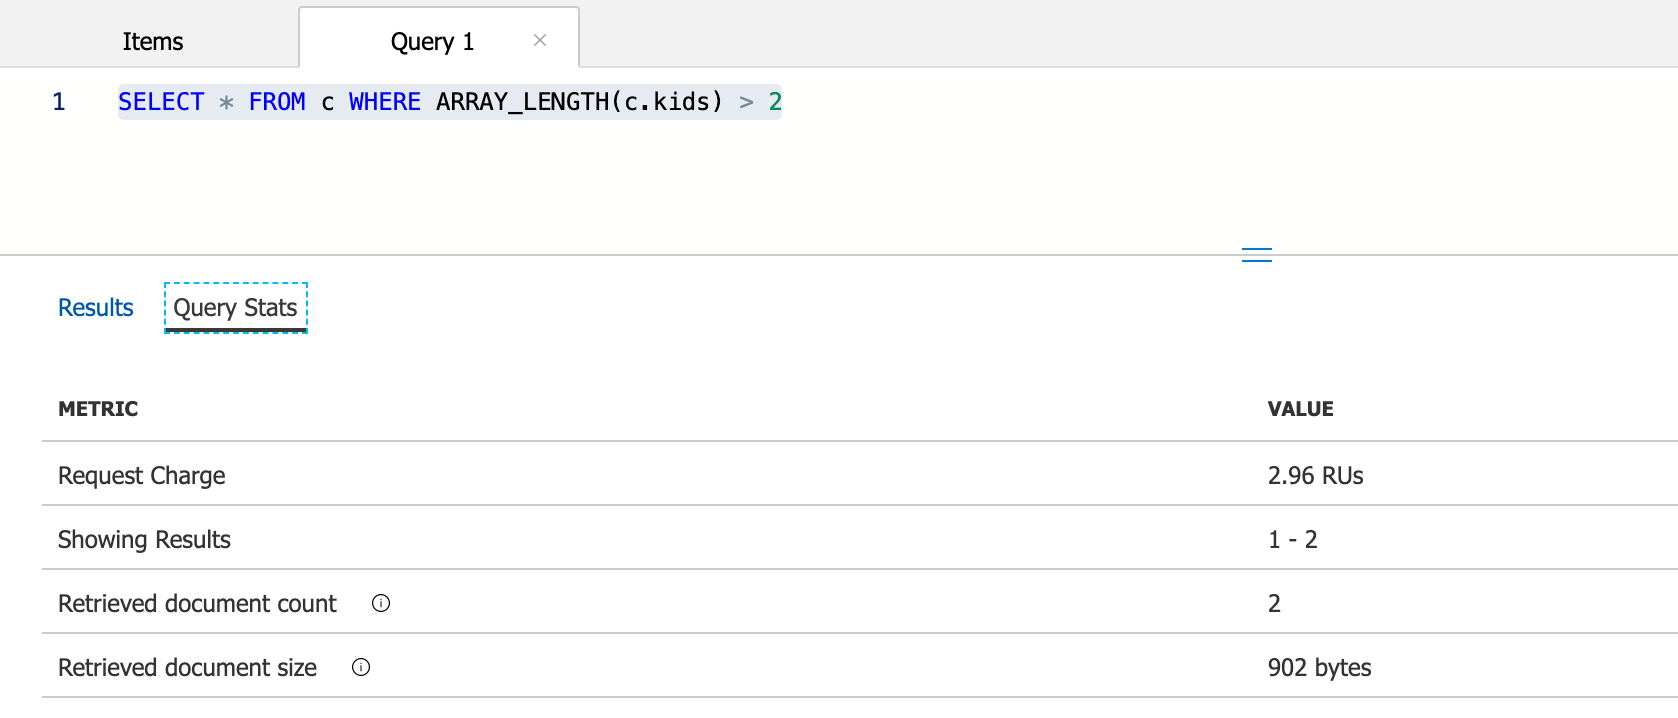 Items
Query 1 ×
1 SELECT * FROM c WHERE ARRAY_LENGTH(c.kids) > 2
Results Query Stats
METRIC VALUE
Request Charge 2.96 RUs
Showing Results 1 - 2
Retrieved document count 2
Retrieved document size 902 bytes